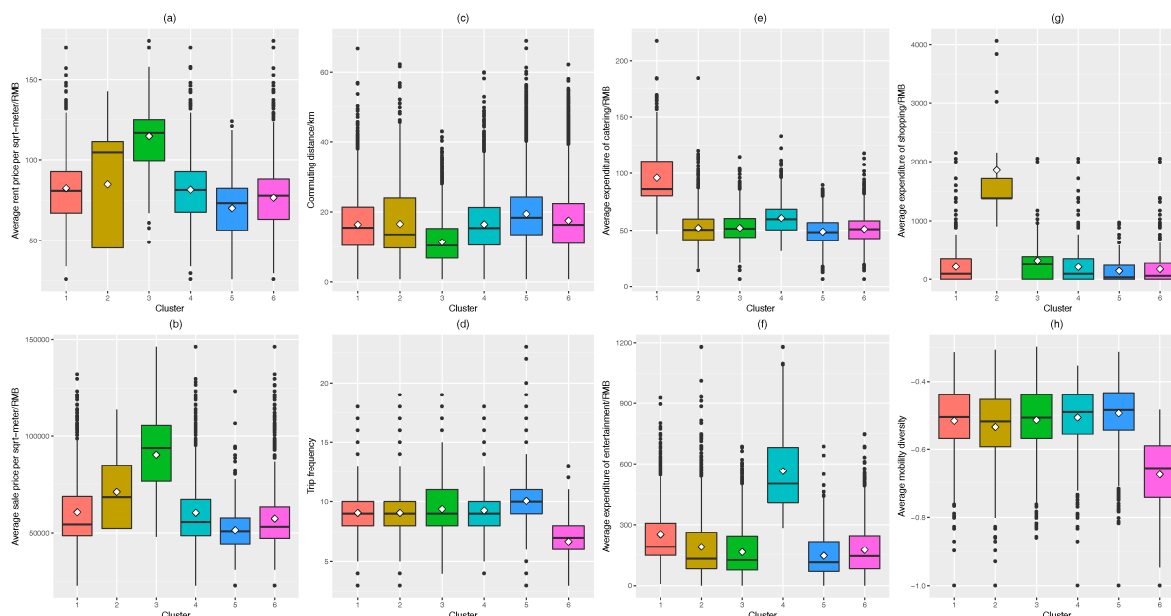 (a)
Average rent price per sqrt-meter/RMB
150
100
50
1 2 3 4 5 6
Cluster
(c)
Commuting distance/km
60
40
20
0
1 2 3 4 5 6
Cluster
(e)
Average expenditure of catering/RMB
200
150
100
50
0
1 2 3 4 5 6
Cluster
(g)
Average expenditure of shopping/RMB
4000
3000
2000
1000
0
1 2 3 4 5 6
Cluster
(b)
Average sale price per sqrt-meter/RMB
150000
100000
50000
1 2 3 4 5 6
Cluster
(d)
Trip frequency
20
15
10
5
1 2 3 4 5 6
Cluster
(f)
Average expenditure of entertainment/RMB
1200
900
600
300
0
1 2 3 4 5 6
Cluster
(h)
Average mobility diversity
−0.4
−0.6
−0.8
−1.0
1 2 3 4 5 6
Cluster